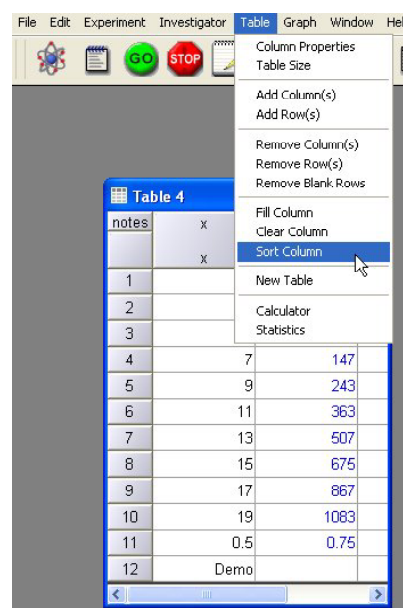 File Edit Experiment Investigator Table Graph Window
GO STOP
Column Properties
Table Size
Add Column(s)
Add Row(s)
Remove Column(s)
Remove Row(s)
Remove Blank Rows
Fill Column
Clear Column
Sort Column
New Table
Calculator
Statistics
Table 4
notes x
x
1
2
3
4 7 147
5 9 243
6 11 363
7 13 507
8 15 675
9 17 867
10 19 1083
11 0.5 0.75
12 Demo